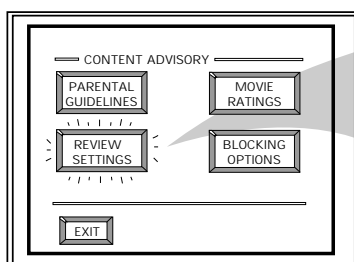 CONTENT ADVISORY
PARENTAL
GUIDELINES
MOVIE
RATINGS
REVIEW
SETTINGS
BLOCKING
OPTIONS
EXIT